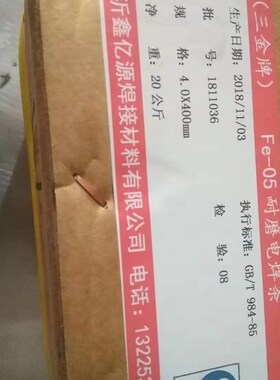 (三金牌) Fe-05耐磨电焊条
执行标准: GB/T 984-85
生产日期: 2018/11/03
批 号: 1811036
检 验: 08
规 格: 4.0X400mm
净 重: 20 公斤
沂鑫亿源焊接材料有限公司 电话: 13225